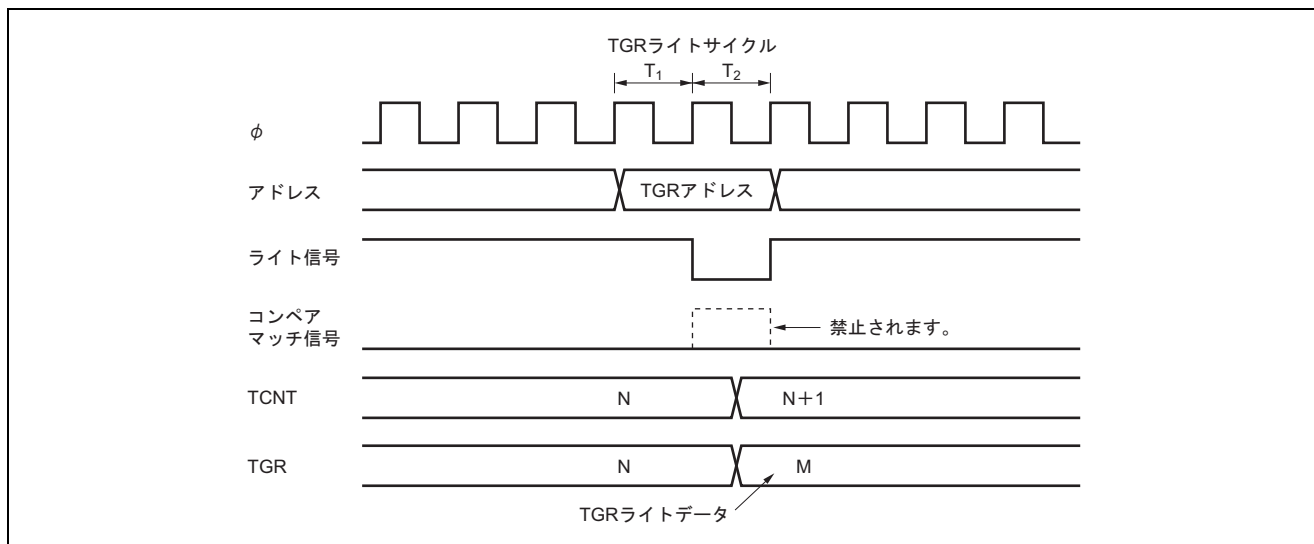 TGRライトサイクル
T1 T2
φ
アドレス TGRアドレス
ライト信号
コンペア
マッチ信号 禁止されます。
TCNT N N+1
TGR N M
TGRライトデータ